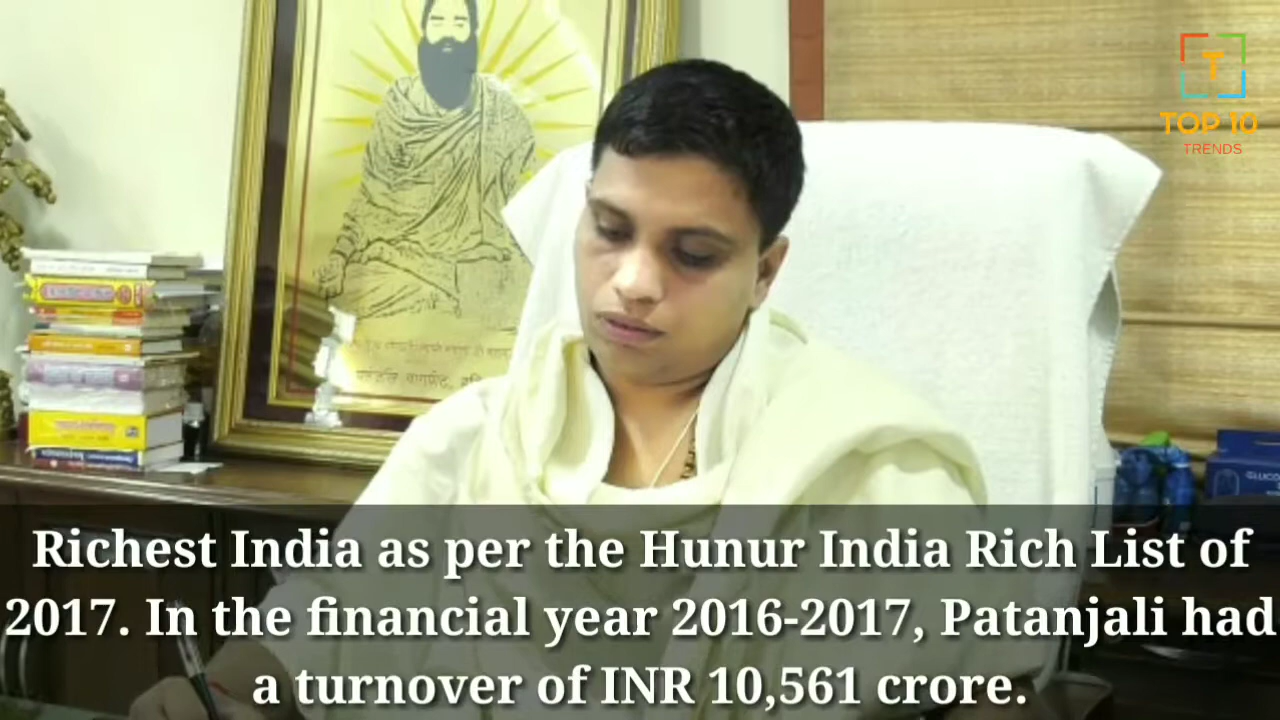 T
TOP 10
TRENDS
GLUCO
Richest India as per the Hunur India Rich List of
2017. In the financial year 2016-2017, Patanjali had
a turnover of INR 10,561 crore.